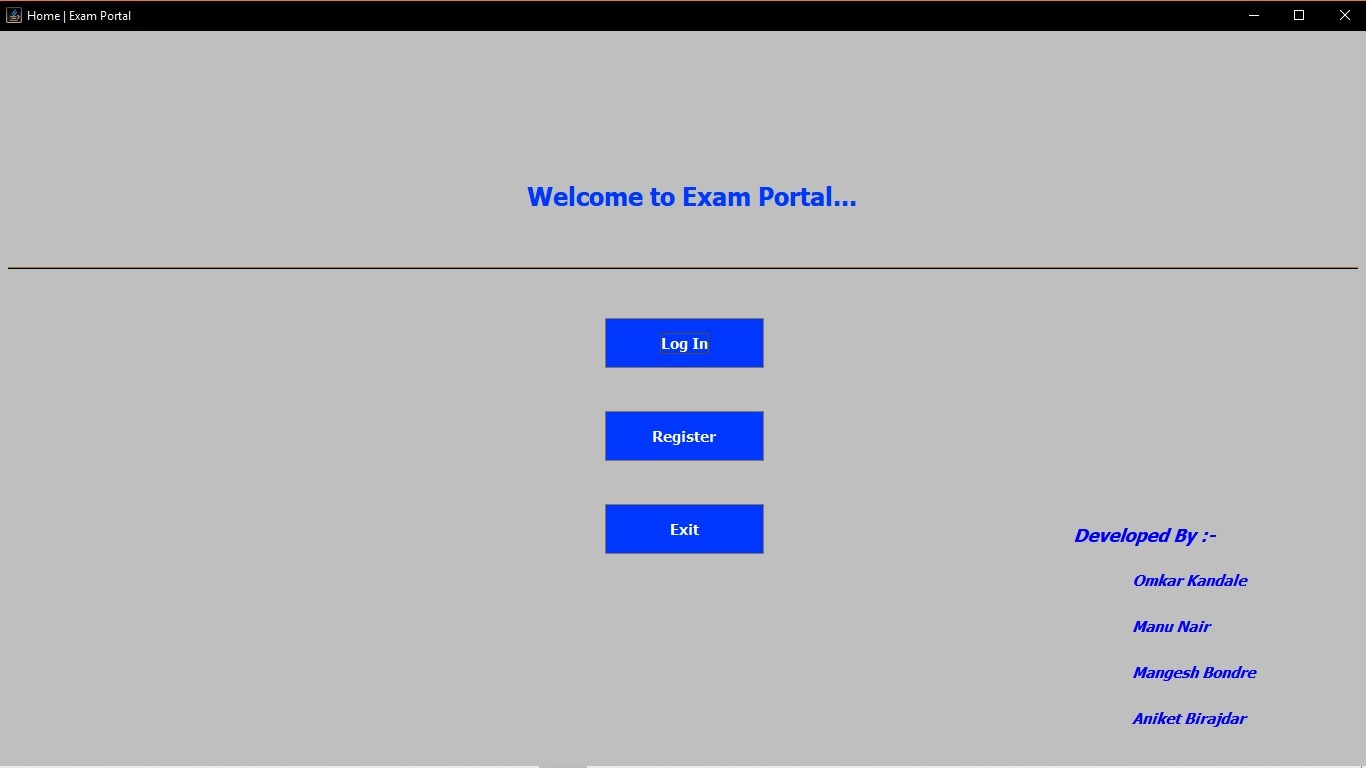 Home | Exam Portal
Welcome to Exam Portal...
Log In
Register
Exit
Developed By :-
Omkar Kandale
Manu Nair
Mangesh Bondre
Aniket Birajdar